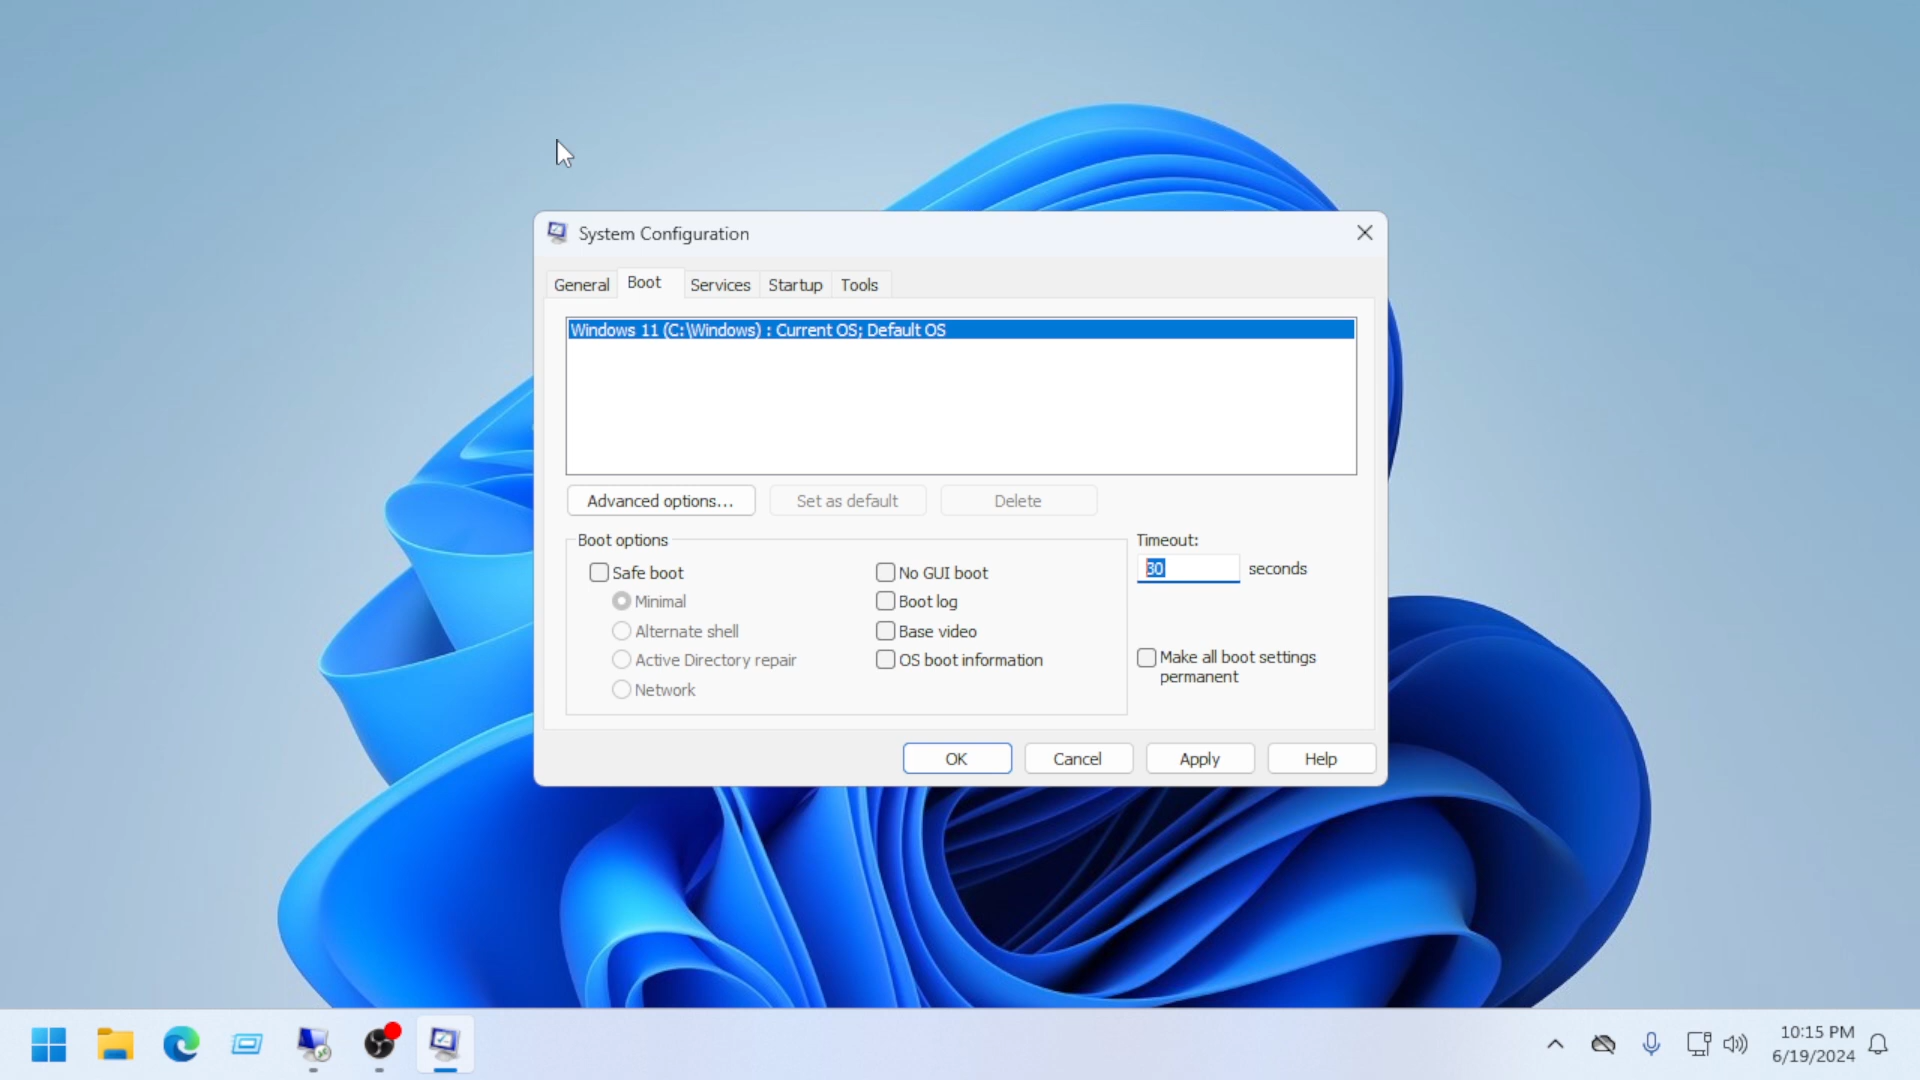 System Configuration
General Boot Services Startup Tools
Windows 11 (C:\Windows) : Current OS; Default OS
Advanced options... Set as default Delete
Boot options
Timeout:
Safe boot
No GUI boot
30 seconds
Minimal
Boot log
Alternate shell
Base video
Active Directory repair
OS boot information
Make all boot settings
permanent
Network
OK Cancel Apply Help
10:15 PM
6/19/2024